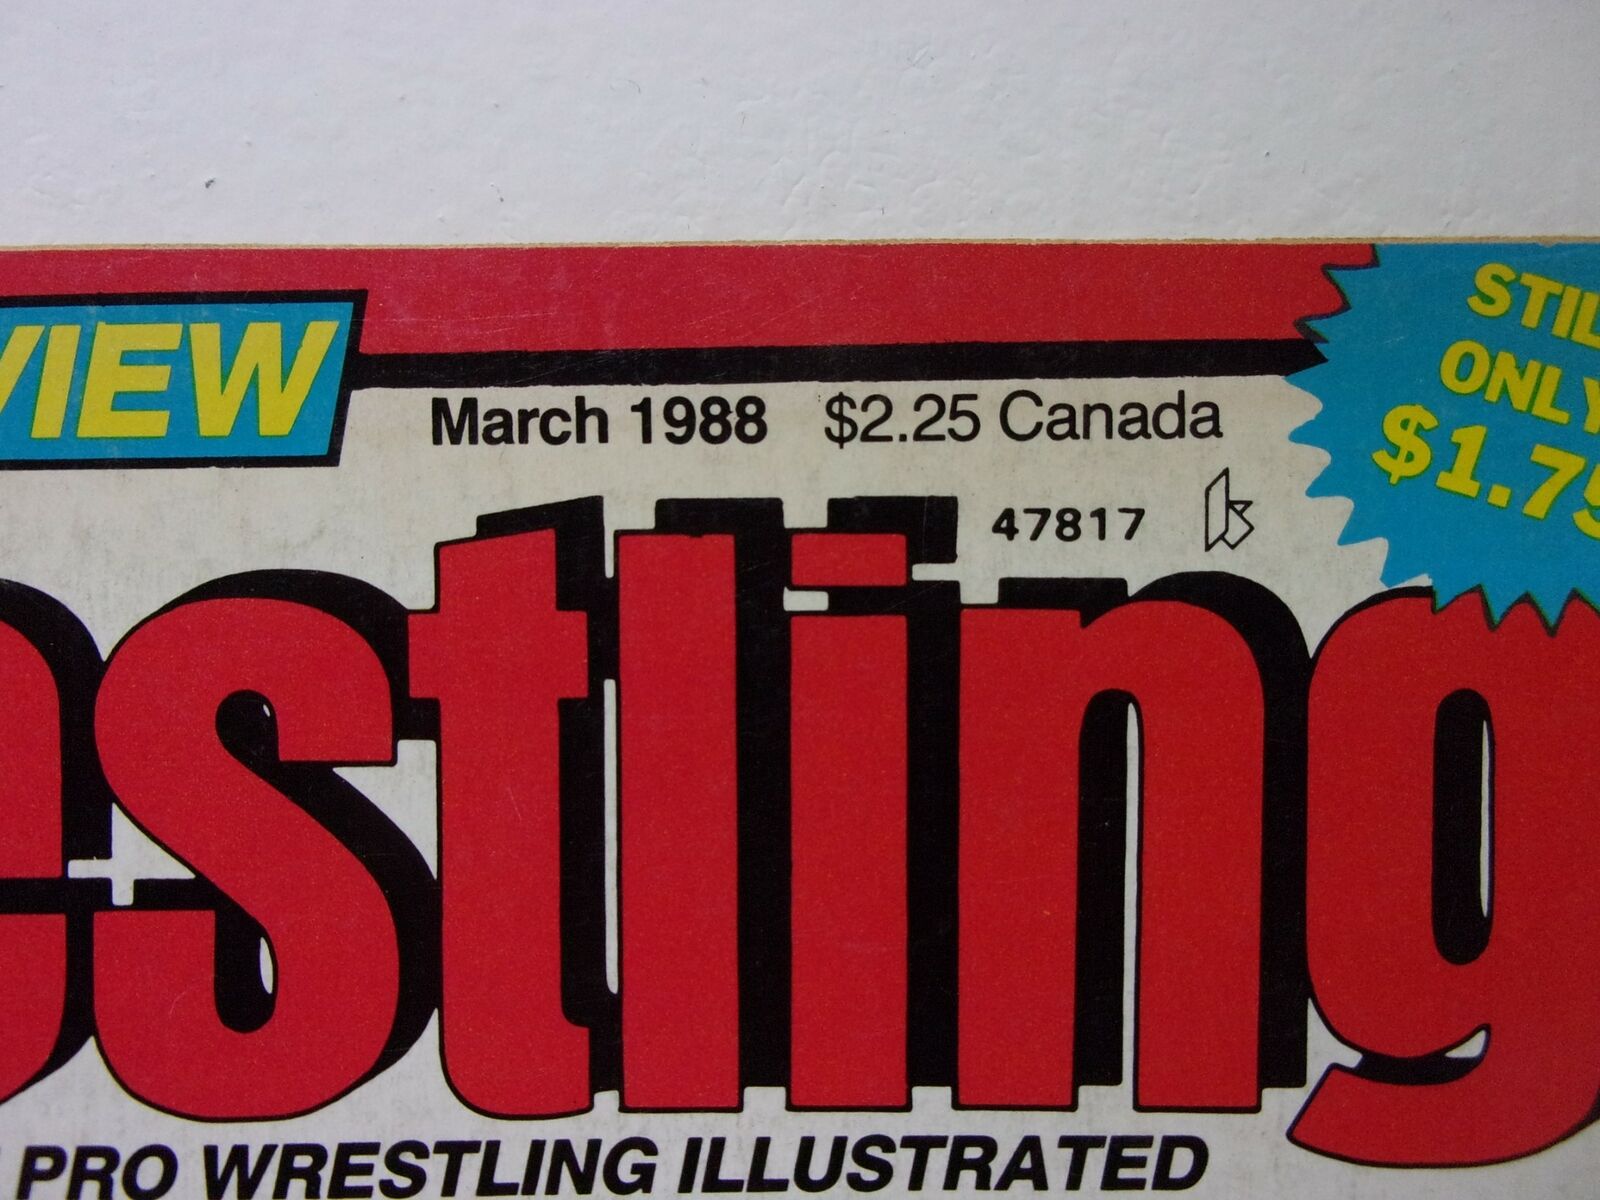 VIEW
March 1988 $2.25 Canada
STIL
ONLY
$1.75
47817
estling
PRO WRESTLING ILLUSTRATED